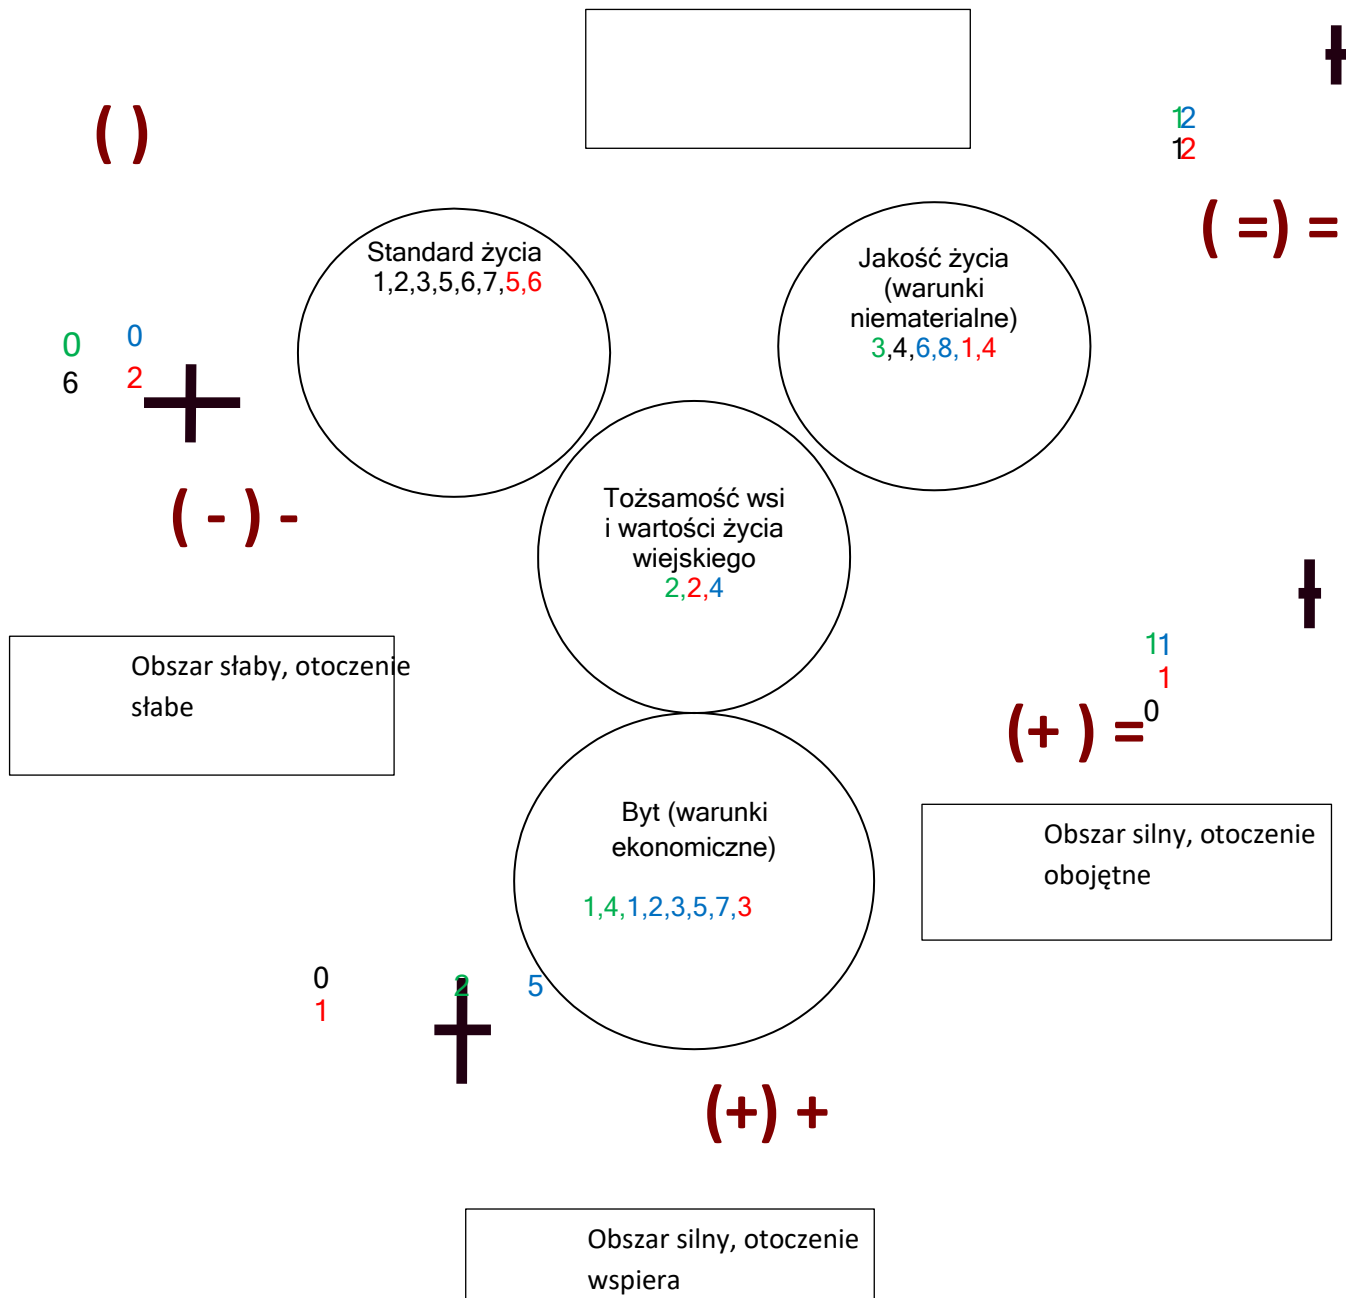 ( )
12
12
( =) =
Standard życia
1,2,3,5,6,7,5,6
Jakość życia
(warunki
niematerialne)
3,4,6,8,1,4
0 0
6 2
( - ) -
Tożsamość wsi
i wartości życia
wiejskiego
2,2,4
Obszar słaby, otoczenie
słabe
11
1
0
(+ ) =
Byt (warunki
ekonomiczne)
1,4,1,2,3,5,7,3
Obszar silny, otoczenie
obojętne
0 2 5
1
(+) +
Obszar silny, otoczenie
wspiera